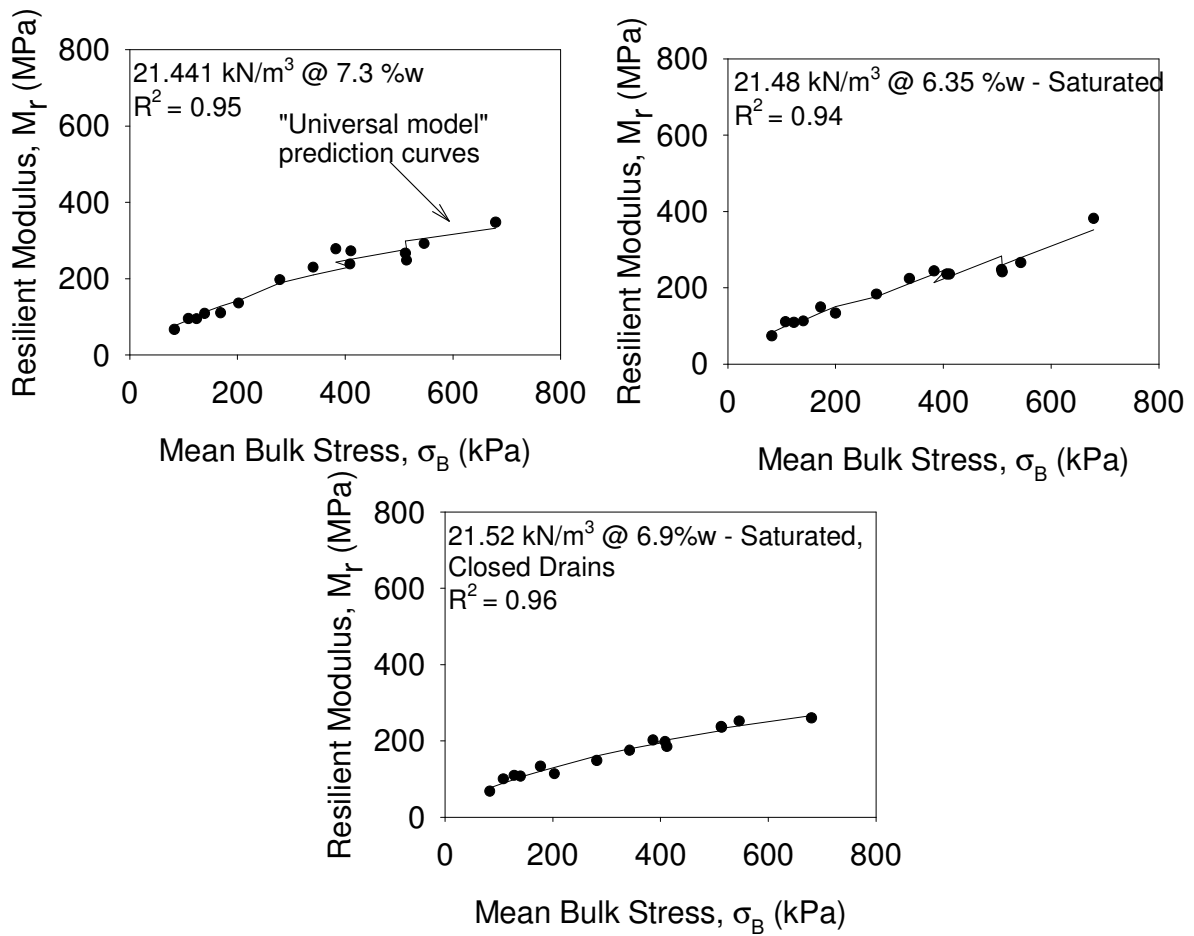 Resilient Modulus, Mr (MPa)
800
600
400
200
0
21.441 kN/m³ @ 7.3 %w
R² = 0.95
"Universal model"
prediction curves
0 200 400 600 800
Mean Bulk Stress, σB (kPa)
Resilient Modulus, Mr (MPa)
800
600
400
200
0
21.48 kN/m³ @ 6.35 %w - Saturated
R² = 0.94
0 200 400 600 800
Mean Bulk Stress, σB (kPa)
Resilient Modulus, Mr (MPa)
800
600
400
200
0
21.52 kN/m³ @ 6.9%w - Saturated,
Closed Drains
R² = 0.96
0 200 400 600 800
Mean Bulk Stress, σB (kPa)